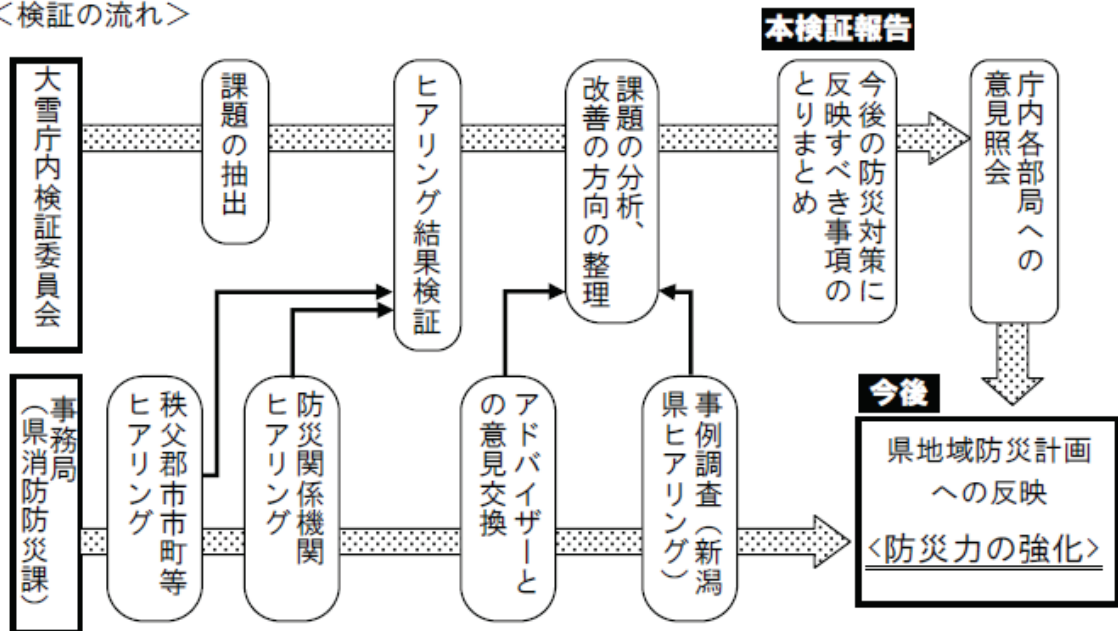 ＜検証の流れ＞
本検証報告
大雪庁内検証委員会
課題の抽出
ヒアリング結果検証
課題の分析、
改善の方向の整理
今後の防災対策に
反映すべき事項の
とりまとめ
庁内各部局への
意見照会
事務局
（県消防防災課）
秩父郡市市町等
ヒアリング
防災関係機関
ヒアリング
アドバイザーと
の意見交換
事例調査（新潟
県ヒアリング）
今後
県地域防災計画
への反映
<防災力の強化>